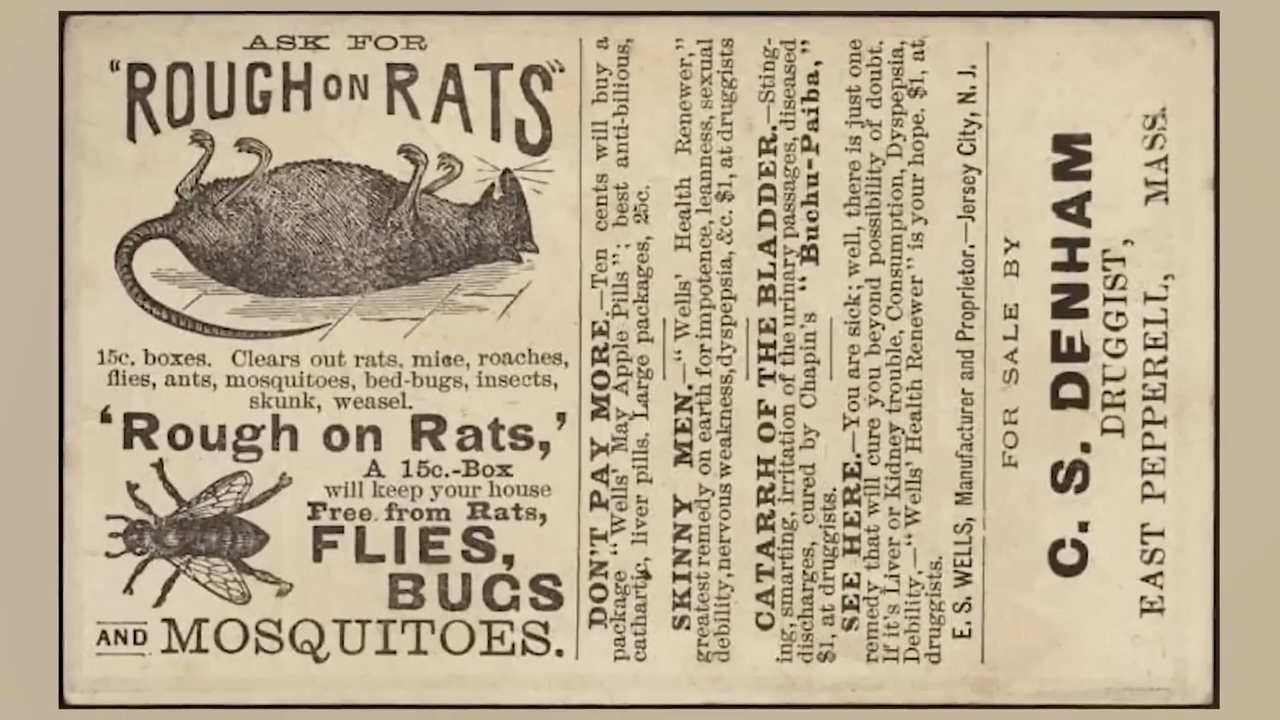 ASK FOR
"ROUGH ON RATS"
15c. boxes. Clears out rats, mice, roaches,
flies, ants, mosquitoes, bed-bugs, insects,
skunk, weasel.
'Rough on Rats,'
A 15c.-Box
will keep your house
Free from Rats,
FLIES,
BUGS
AND MOSQUITOES.
DON'T PAY MORE.—Ten cents will buy a
package "Wells' May Apple Pills"; best anti-bilious,
cathartic, liver pills. Large packages, 25c.
SKINNY MEN.—"Wells' Health Renewer,"
greatest remedy on earth for impotence, leanness, sexual
debility, nervous weakness, dyspepsia, &c. $1, at druggists
CATARRH OF THE BLADDER.—Sting-
ing, smarting, irritation of the urinary passages, diseased
discharges, cured by Chapin's "Buchu-Paiba,"
$1, at druggists.
SEE HERE.—You are sick; well, there is just one
remedy that will cure you beyond possibility of doubt.
If it's Liver or Kidney trouble, Consumption, Dyspepsia,
Debility,—"Wells' Health Renewer" is your hope. $1, at
druggists.
E. S. WELLS, Manufacturer and Proprietor.—Jersey City, N. J.
FOR SALE BY
C. S. DENHAM
DRUGGIST,
EAST PEPPERELL, MASS.